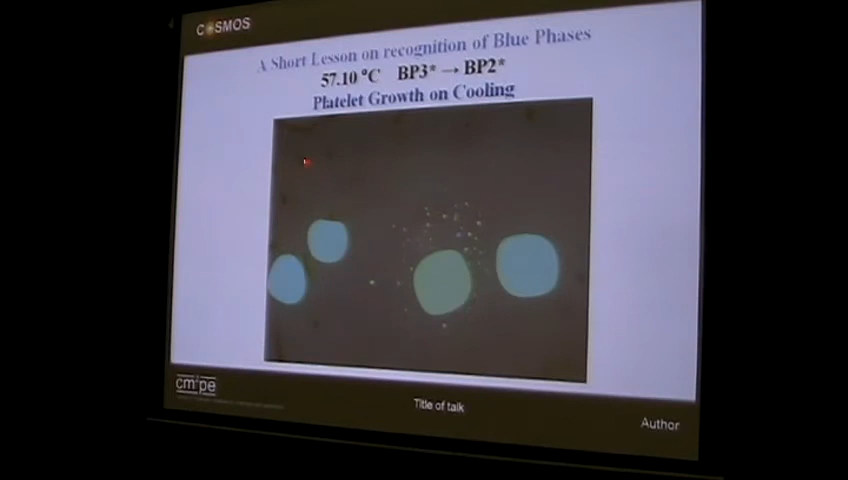 COSMOS
A Short Lesson on recognition of Blue Phases
57.10 °C BP3* → BP2*
Platelet Growth on Cooling
cm²pe
Title of talk
Author